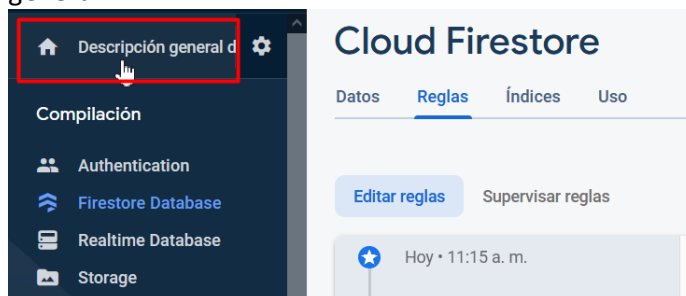 Descripción general d
Compilación
Authentication
Firestore Database
Realtime Database
Storage
Cloud Firestore
Datos Reglas Índices Uso
Editar reglas Supervisar reglas
Hoy • 11:15 a. m.